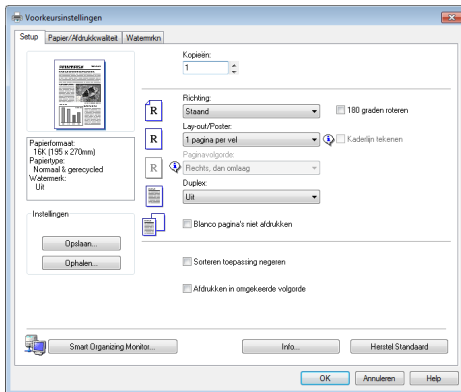 Voorkeursinstellingen
Setup Papier/Afdrukkwaliteit Watermrkn
Kopieën:
1
Richting:
Staand
180 graden roteren
Lay-out/Poster:
1 pagina per vel
Kaderlijn tekenen
Paginavolgorde:
Rechts, dan omlaag
Duplex:
Uit
Blanco pagina's niet afdrukken
Papierformaat:
16K (195 x 270mm)
Papiertype:
Normaal & gerecycled
Watermerk:
Uit
Instellingen
Opslaan...
Ophalen...
Sorteren toepassing negeren
Afdrukken in omgekeerde volgorde
Smart Organizing Monitor...
Info...
Herstel Standaard
OK Annuleren Help
R
R
R